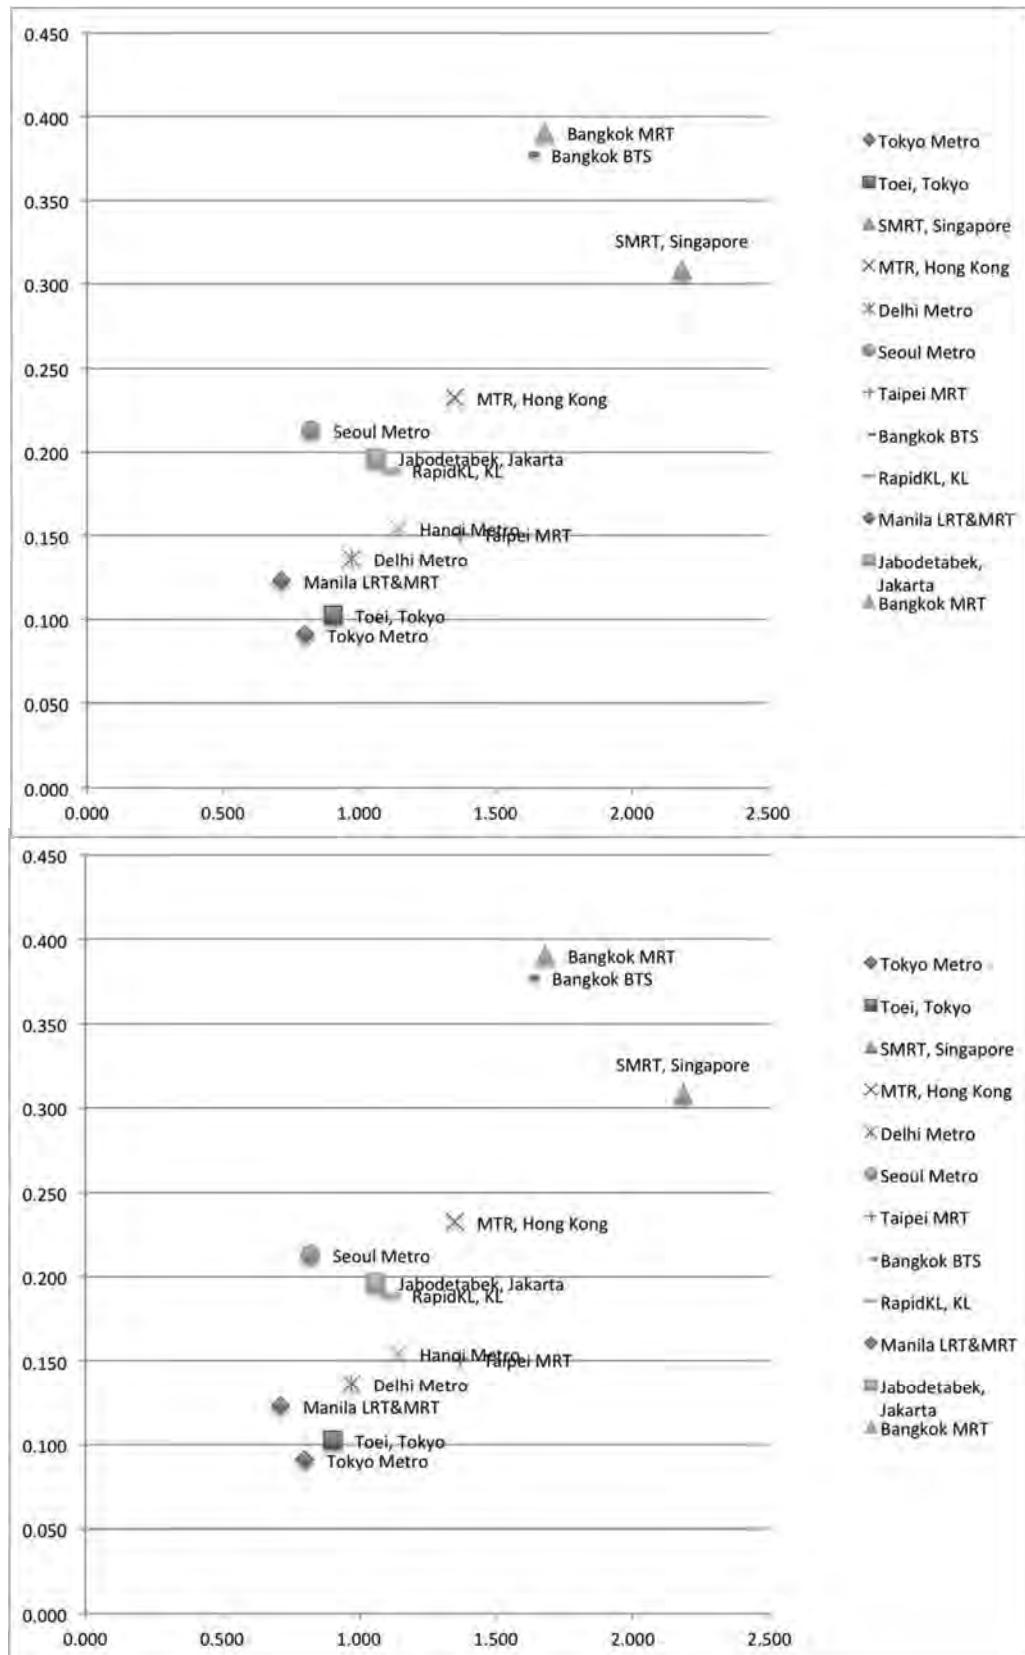 0.450
0.400
0.350
0.300
0.250
0.200
0.150
0.100
0.050
0.000
0.000
0.500
1.000
1.500
2.000
2.500
Bangkok MRT
Bangkok BTS
SMRT, Singapore
MTR, Hong Kong
Seoul Metro
Jabodetabek, Jakarta
RapidKL, KL
Hanoi Metro
Taipei MRT
Delhi Metro
Manila LRT&MRT
Toei, Tokyo
Tokyo Metro
Tokyo Metro
Toei, Tokyo
SMRT, Singapore
MTR, Hong Kong
Delhi Metro
Seoul Metro
Taipei MRT
Bangkok BTS
RapidKL, KL
Manila LRT&MRT
Jabodetabek,
Jakarta
Bangkok MRT
0.450
0.400
0.350
0.300
0.250
0.200
0.150
0.100
0.050
0.000
0.000
0.500
1.000
1.500
2.000
2.500
Bangkok MRT
Bangkok BTS
SMRT, Singapore
MTR, Hong Kong
Seoul Metro
Jabodetabek, Jakarta
RapidKL, KL
Hanoi Metro
Taipei MRT
Delhi Metro
Manila LRT&MRT
Toei, Tokyo
Tokyo Metro
Tokyo Metro
Toei, Tokyo
SMRT, Singapore
MTR, Hong Kong
Delhi Metro
Seoul Metro
Taipei MRT
Bangkok BTS
RapidKL, KL
Manila LRT&MRT
Jabodetabek,
Jakarta
Bangkok MRT